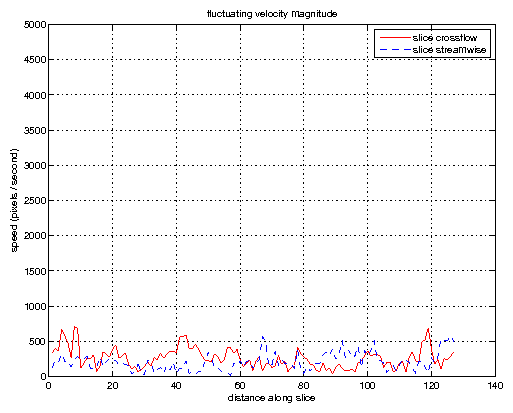 fluctuating velocity magnitude
slice crossflow
slice streamwise
speed (pixels / second)
5000
4500
4000
3500
3000
2500
2000
1500
1000
500
0
0 20 40 60 80 100 120 140
distance along slice